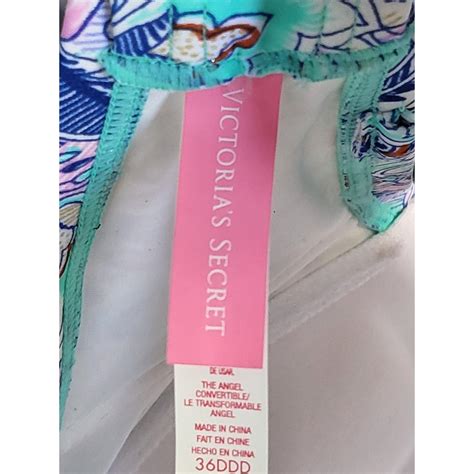 VICTORIA'S SECRET
DE USAR.
THE ANGEL
CONVERTIBLE/
LE TRANSFORMABLE
ANGEL
MADE IN CHINA
FAIT EN CHINE
HECHO EN CHINA
36DDD